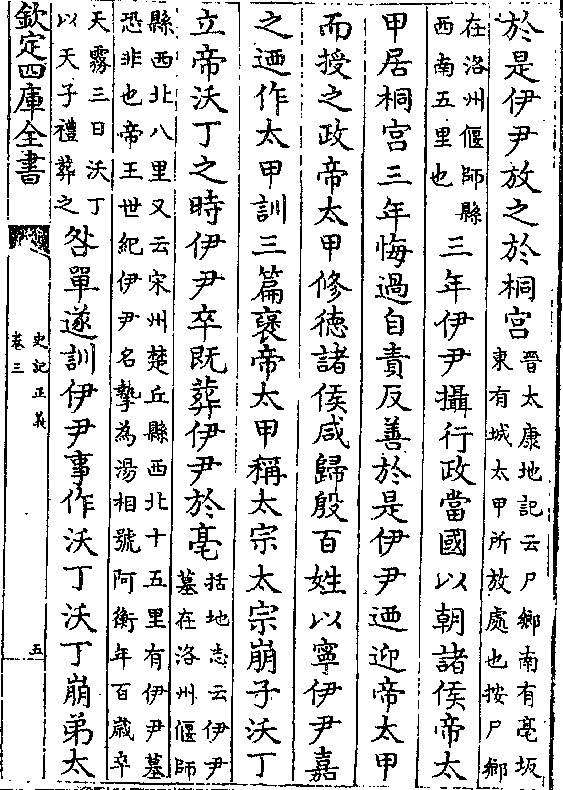 於是伊尹放之於桐宮
晉太康地記云尸鄉南有亳坂
東有城太甲所放處也按尸鄉
在洛州偃師縣
西南五里也
三年伊尹攝行政當國以朝諸侯帝太
甲居桐宮三年悔過自責反善於是伊尹迺迎帝太甲
而授之政帝太甲修德諸侯咸歸殷百姓以寧伊尹嘉
之迺作太甲訓三篇褒帝太甲稱太宗太宗崩子沃丁
立帝沃丁之時伊尹卒既葬伊尹於亳
括地志云伊尹
墓在洛州偃師
縣西北八里又云宋州楚丘縣西北十五里有伊尹墓
恐非也帝王世紀伊尹名摯為湯相號阿衡年百歲卒
天霧三日沃丁
以天子禮葬之
咎單遂訓伊尹事作沃丁沃丁崩弟太
欽定四庫全書
史記正義
卷三
五